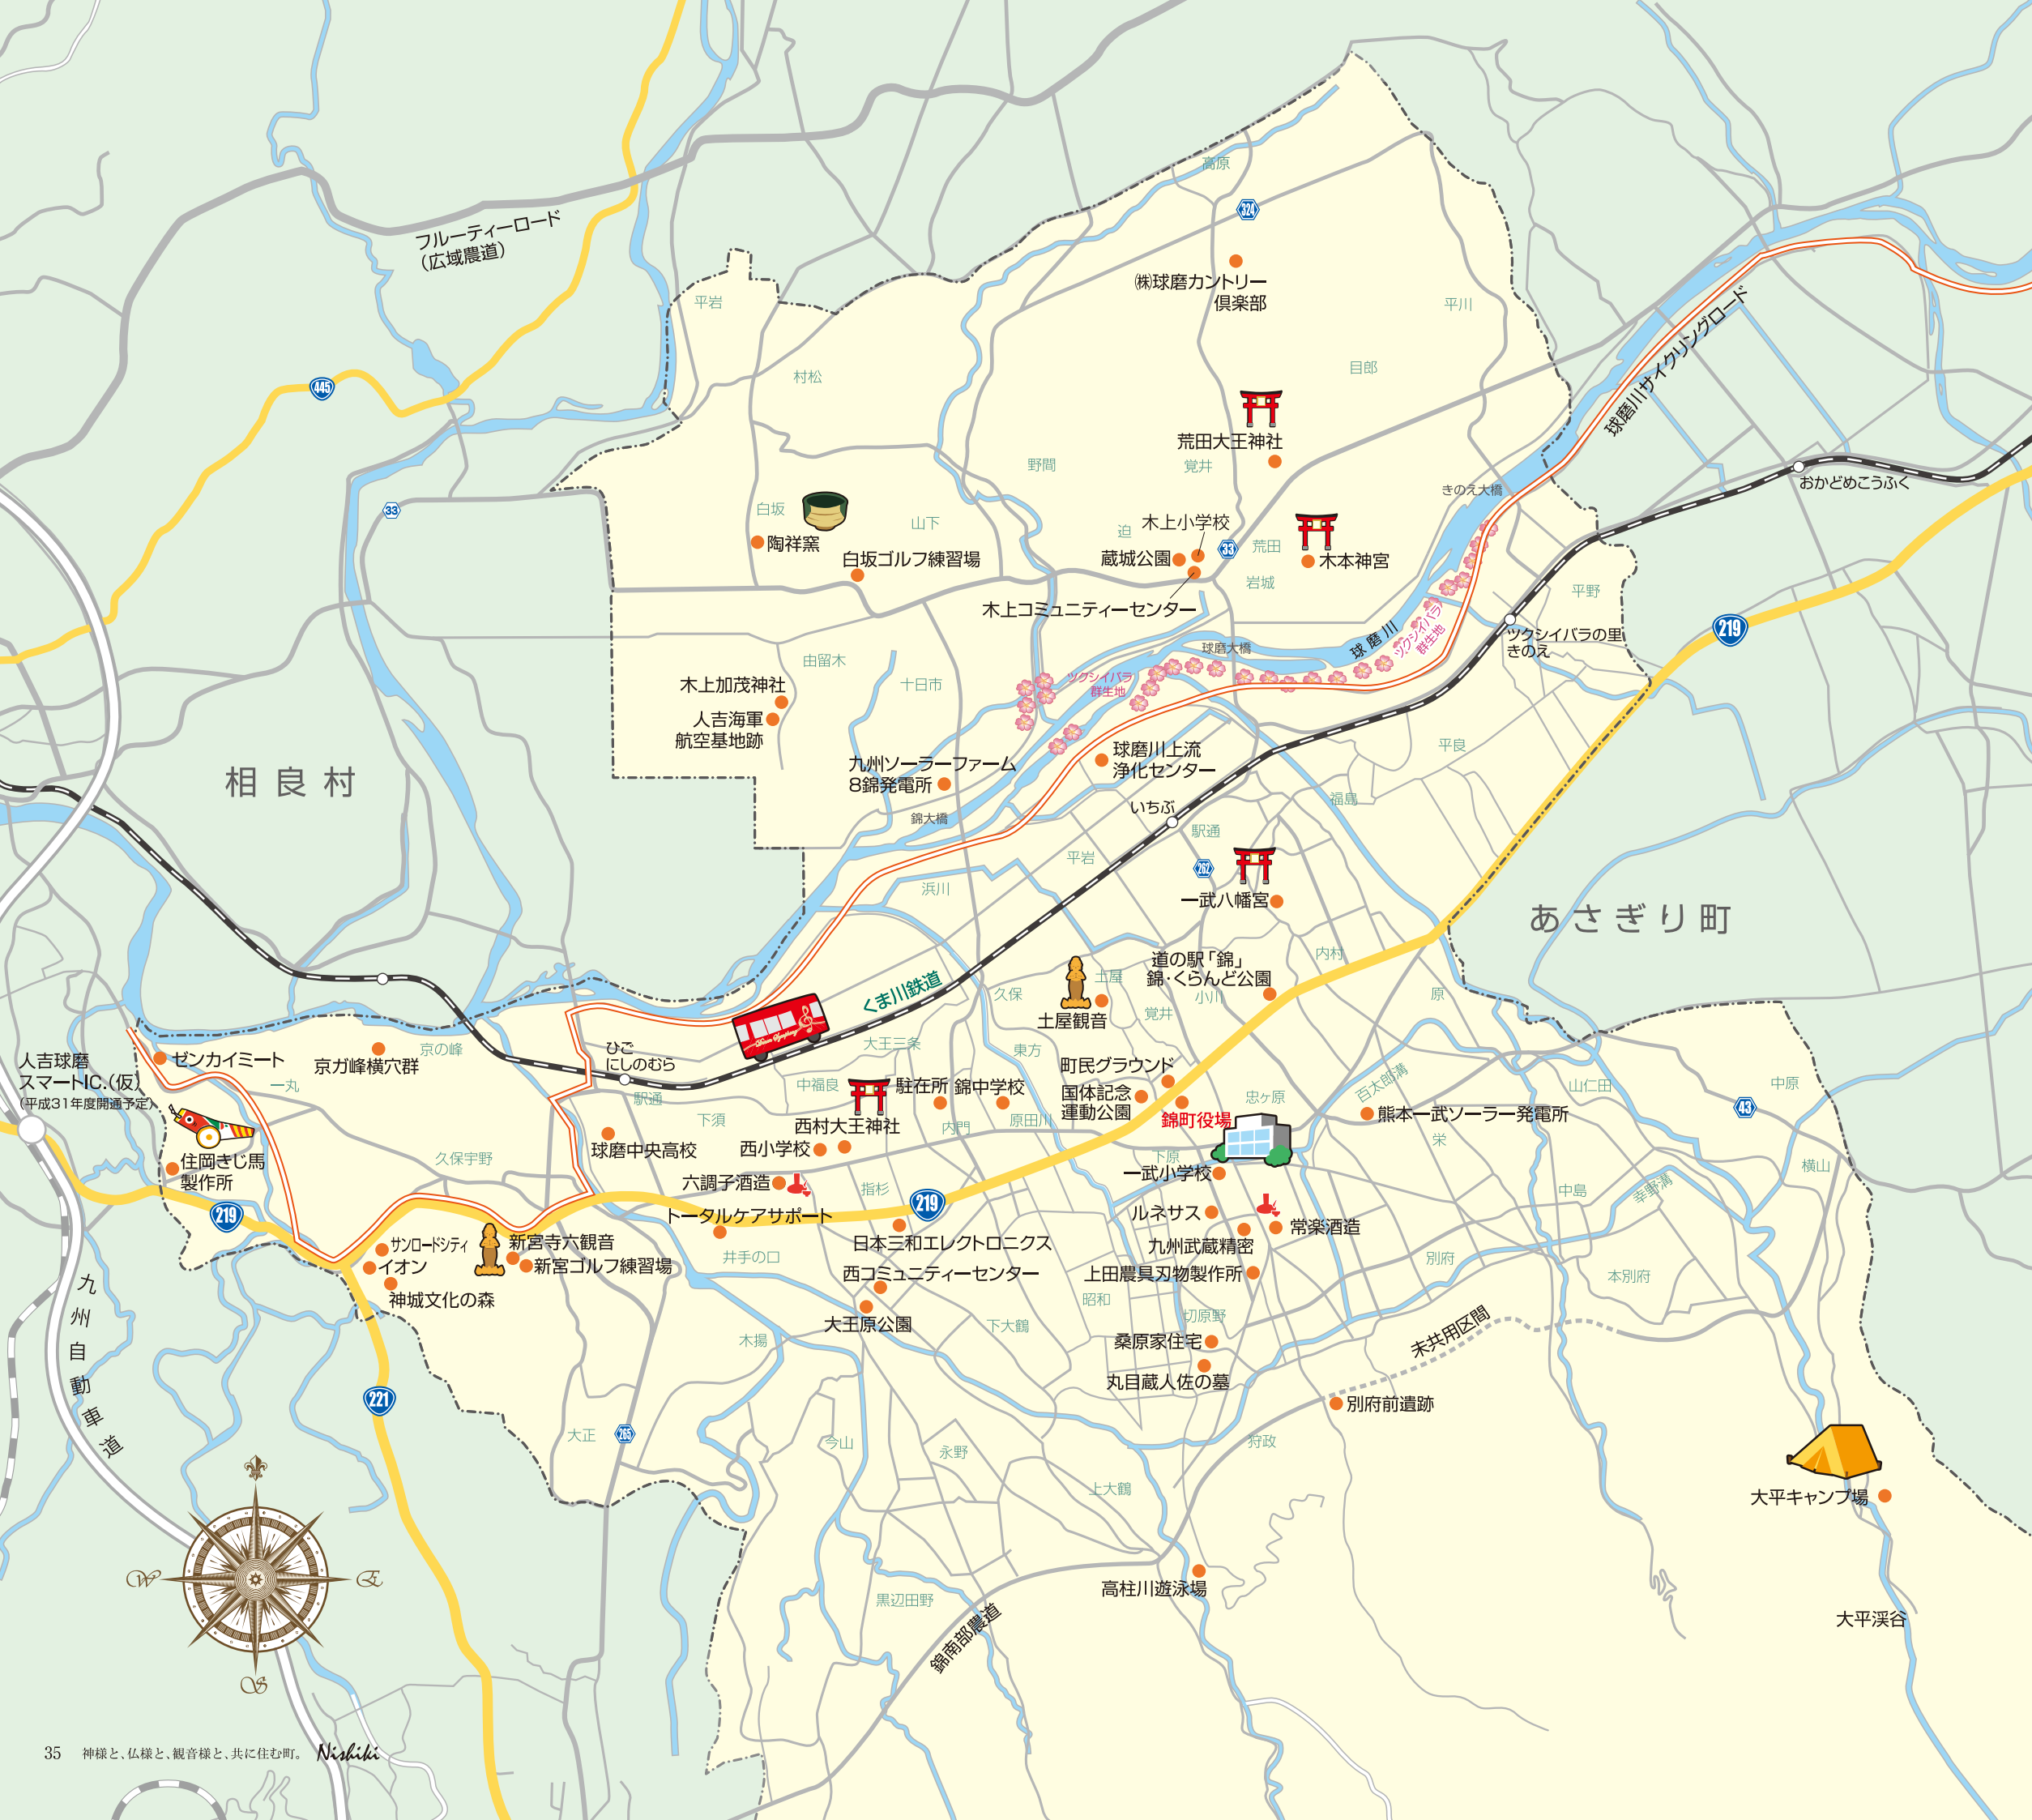 高原
324
フルーティーロード
（広域農道）
㈱球磨カントリー
倶楽部
平岩
平川
球磨川サイクリングロード
村松
目郎
445
荒田大王神社
野間
覚井
おかどめこうふく
きのえ大橋
33
白坂
山下
迫
木上小学校
陶祥窯
白坂ゴルフ練習場
蔵城公園
33
荒田
木本神宮
岩城
平野
木上コミュニティーセンター
219
ツクシイバラの里
きのえ
球磨川
ツクシイバラ
群生地
球磨大橋
由留木
十日市
ツクシイバラ
群生地
木上加茂神社
人吉海軍
航空基地跡
平良
球磨川上流
浄化センター
九州ソーラーファーム
8錦発電所
相良村
福島
いちぶ
錦大橋
駅通
平岩
262
浜川
一武八幡宮
あさぎり町
内村
道の駅「錦」
錦・くらんど公園
土屋
小川
くま川鉄道
久保
原
土屋観音
覚井
大王三条
東方
京の峰
ひご
にしのむら
人吉球磨
スマートIC.（仮）
（平成31年度開通予定）
ゼンカイミート
京ガ峰横穴群
一丸
町民グラウンド
国体記念
運動公園
中福良
駐在所
錦中学校
駅通
忠ヶ原
百太郎溝
山仁田
中原
43
錦町役場
熊本一武ソーラー発電所
下須
西村大王神社
内門
原田川
球磨中央高校
西小学校
栄
久保宇野
住岡きじ馬
製作所
下原
一武小学校
横山
六調子酒造
指杉
中島
幸野溝
219
219
トータルケアサポート
ルネサス
常楽酒造
サンロードシティ
イオン
新宮寺六観音
新宮ゴルフ練習場
日本三和エレクトロニクス
九州武蔵精密
井手の口
別府
西コミュニティーセンター
上田農具刃物製作所
本別府
神城文化の森
昭和
大王原公園
下大鶴
切原野
木揚
桑原家住宅
未共用区間
九州自動車道
丸目蔵人佐の墓
221
別府前遺跡
大正
265
今山
永野
狩政
上大鶴
大平キャンプ場
W
E
S
高柱川遊泳場
黒辺田野
錦南部農道
大平渓谷
35 神様と、仏様と、観音様と、共に住む町。 Nishiki